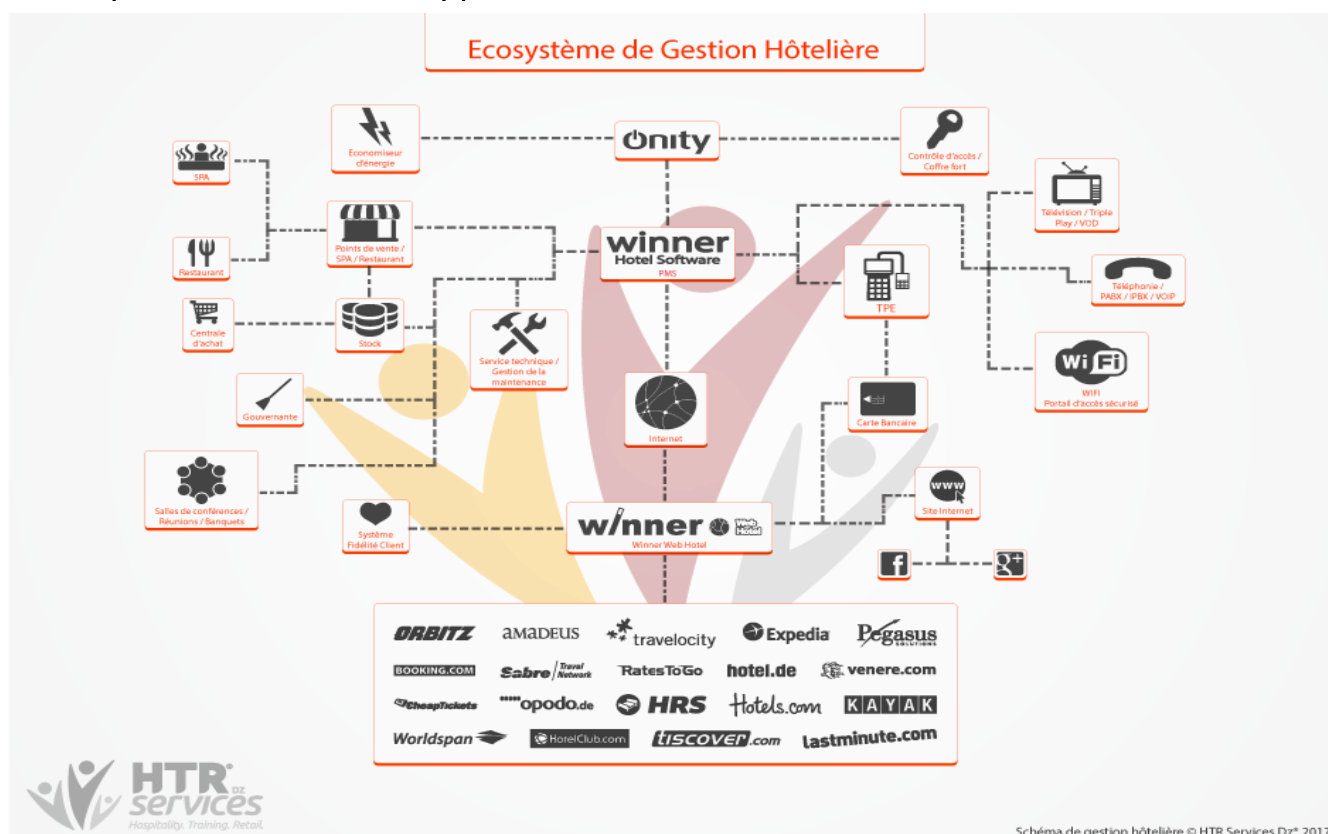 Ecosystème de Gestion Hôtelière
Economiseur
d'énergie
Onity
Contrôle d'accès /
Coffre fort
SPA
Télévision / Triple
Play / VOD
Points de vente /
SPA / Restaurant
winner
Hotel Software
PMS
Restaurant
TPE
Téléphonie /
PABX / IPBX / VOIP
Centrale
d'achat
Stock
Service technique /
Gestion de la
maintenance
WiFi
WIFI
Portail d'accès sécurisé
Gouvernante
Internet
Carte Bancaire
Salles de conférences /
Réunions / Banquets
Système
Fidélité Client
winner Web Hotel
Winner Web Hotel
www
Site Internet
f
g+
ORBITZ AMADEUS travelocity Expedia Pegasus SOLUTIONS
BOOKING.COM Sabre Travel Network RatesToGo hotel.de venere.com
CheapTickets opodo.de HRS Hotels.com KAYAK
Worldspan HotelClub.com tiscover.com lastminute.com
HTR® DZ
services
Hospitality. Training. Retail.
Schéma de gestion hôtelière © HTR Services Dz® 2017